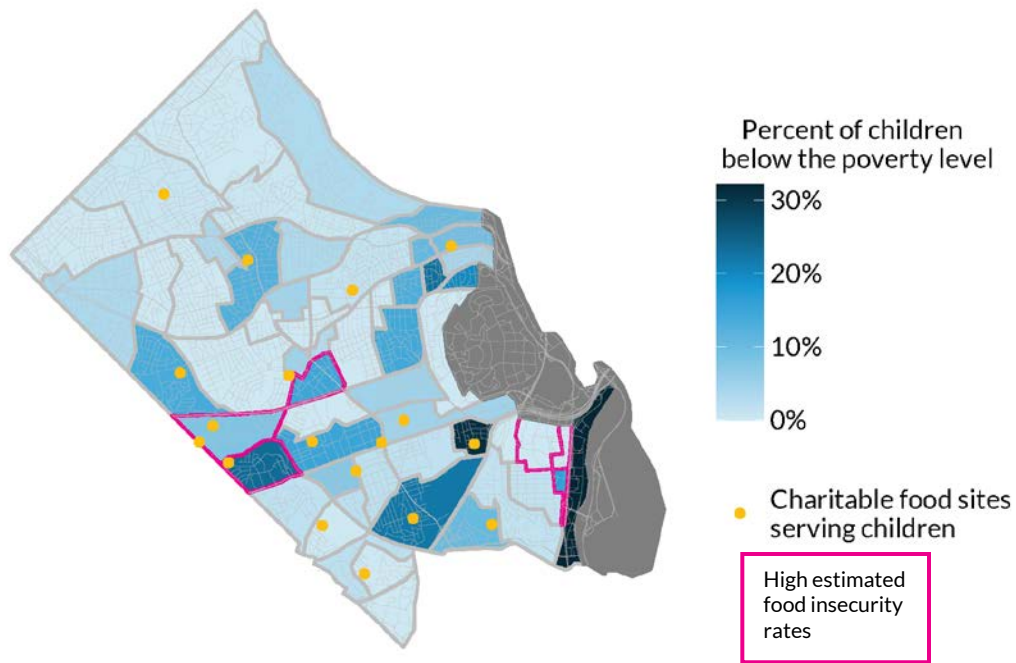 Percent of children
below the poverty level
30%
20%
10%
0%
Charitable food sites
serving children
High estimated
food insecurity
rates